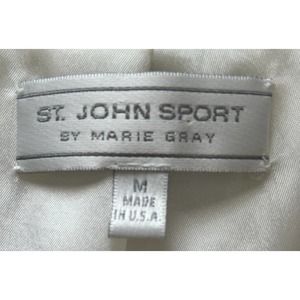 ST. JOHN SPORT
BY MARIE GRAY
M
MADE
IN U.S.A.